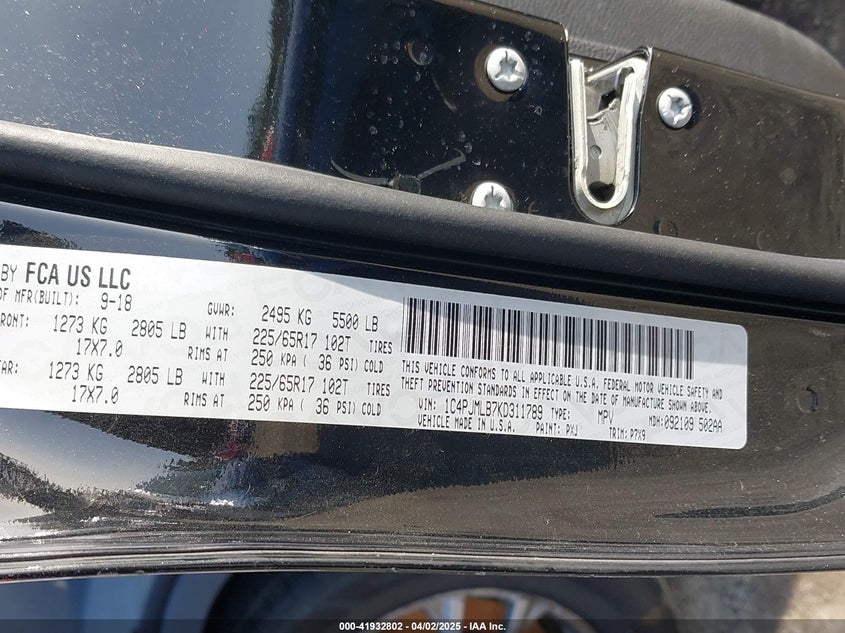 BY FCA US LLC
OF MFR(BUILT): 9-18 GVWR: 2495 KG 5500 LB
FRONT: 1273 KG 2805 LB WITH 225/65R17 102T TIRES
17X7.0 RIMS AT 250 KPA ( 36 PSI) COLD
EAR: 1273 KG 2805 LB WITH 225/65R17 102T TIRES
17X7.0 RIMS AT 250 KPA ( 36 PSI) COLD
THIS VEHICLE CONFORMS TO ALL APPLICABLE U.S.A. FEDERAL MOTOR VEHICLE SAFETY AND
THEFT PREVENTION STANDARDS IN EFFECT ON THE DATE OF MANUFACTURE SHOWN ABOVE.
VIN: 1C4PJMLB7KD311789 TYPE: MPV MDH:092109 502AA
VEHICLE MADE IN U.S.A. PAINT: PXJ TRIM: P7X9
000-41932802 - 04/02/2025 - IAA Inc.